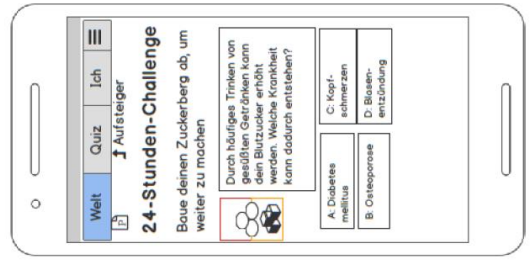 Welt Quiz Ich
P Aufsteiger
24-Stunden-Challenge
Baue deinen Zuckerberg ab, um
weiter zu machen
Durch häufiges Trinken von
gesüßten Getränken kann
dein Blutzucker erhöht
werden. Welche Krankheit
kann dadurch entstehen?
A: Diabetes
mellitus
C: Kopf-
schmerzen
B: Osteoporose
D: Blasen-
entzündung